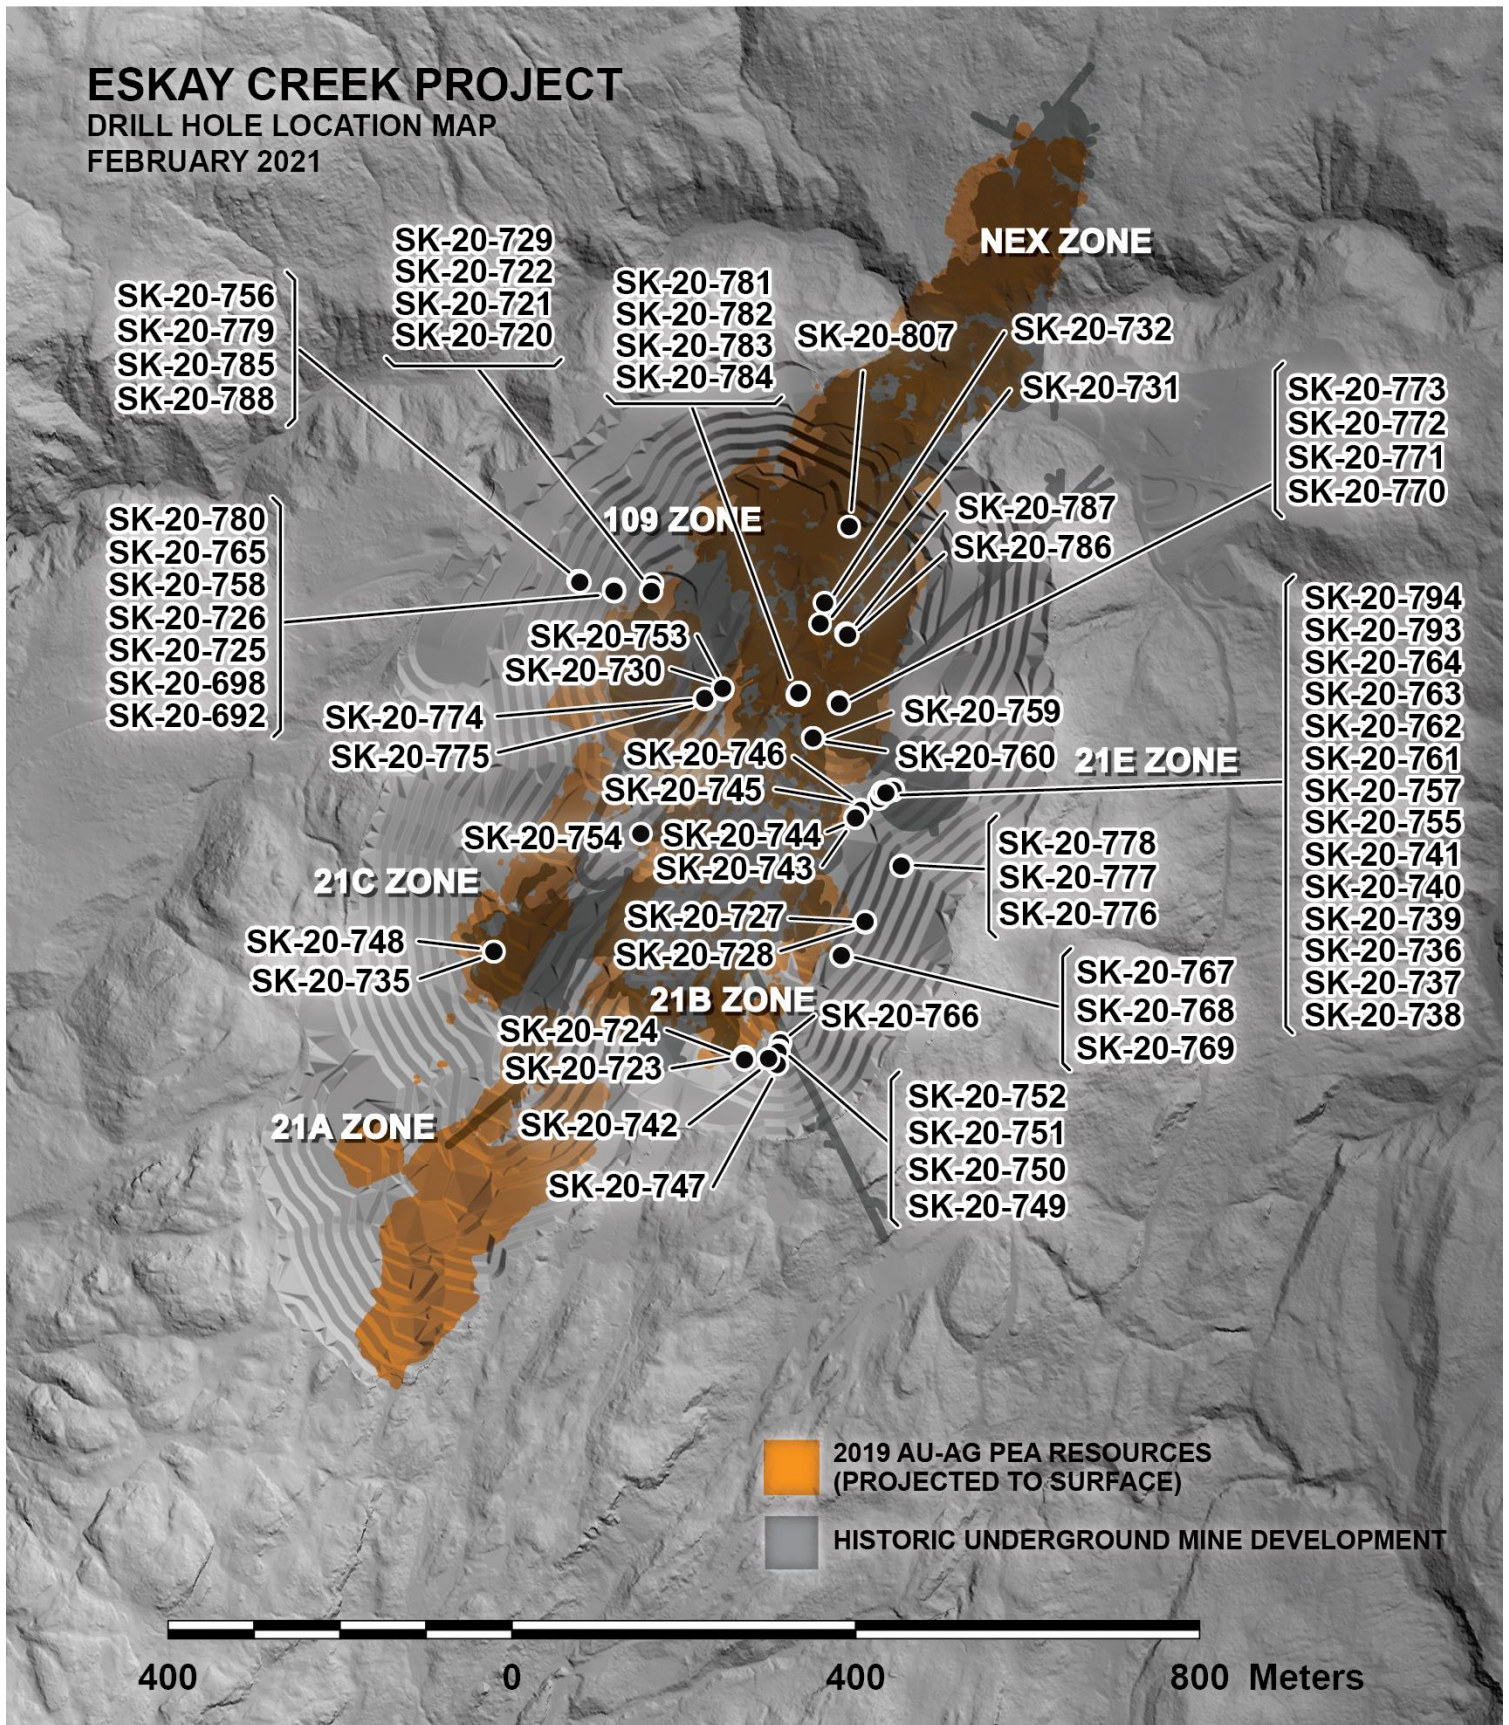 ESKAY CREEK PROJECT
DRILL HOLE LOCATION MAP
FEBRUARY 2021
NEX ZONE
SK-20-729
SK-20-722
SK-20-721
SK-20-720
SK-20-756
SK-20-779
SK-20-785
SK-20-788
SK-20-781
SK-20-782
SK-20-783
SK-20-784
SK-20-807
SK-20-732
SK-20-731
SK-20-773
SK-20-772
SK-20-771
SK-20-770
SK-20-787
SK-20-786
109 ZONE
SK-20-780
SK-20-765
SK-20-758
SK-20-726
SK-20-725
SK-20-698
SK-20-692
SK-20-753
SK-20-730
SK-20-774
SK-20-775
SK-20-759
SK-20-760
21E ZONE
SK-20-794
SK-20-793
SK-20-764
SK-20-763
SK-20-762
SK-20-761
SK-20-757
SK-20-755
SK-20-741
SK-20-740
SK-20-739
SK-20-736
SK-20-737
SK-20-738
SK-20-746
SK-20-745
SK-20-754
SK-20-744
SK-20-743
SK-20-778
SK-20-777
SK-20-776
21C ZONE
SK-20-727
SK-20-728
SK-20-748
SK-20-735
SK-20-767
SK-20-768
SK-20-769
21B ZONE
SK-20-766
SK-20-724
SK-20-723
SK-20-742
SK-20-747
SK-20-752
SK-20-751
SK-20-750
SK-20-749
21A ZONE
2019 AU-AG PEA RESOURCES
(PROJECTED TO SURFACE)
HISTORIC UNDERGROUND MINE DEVELOPMENT
400 0 400 800 Meters